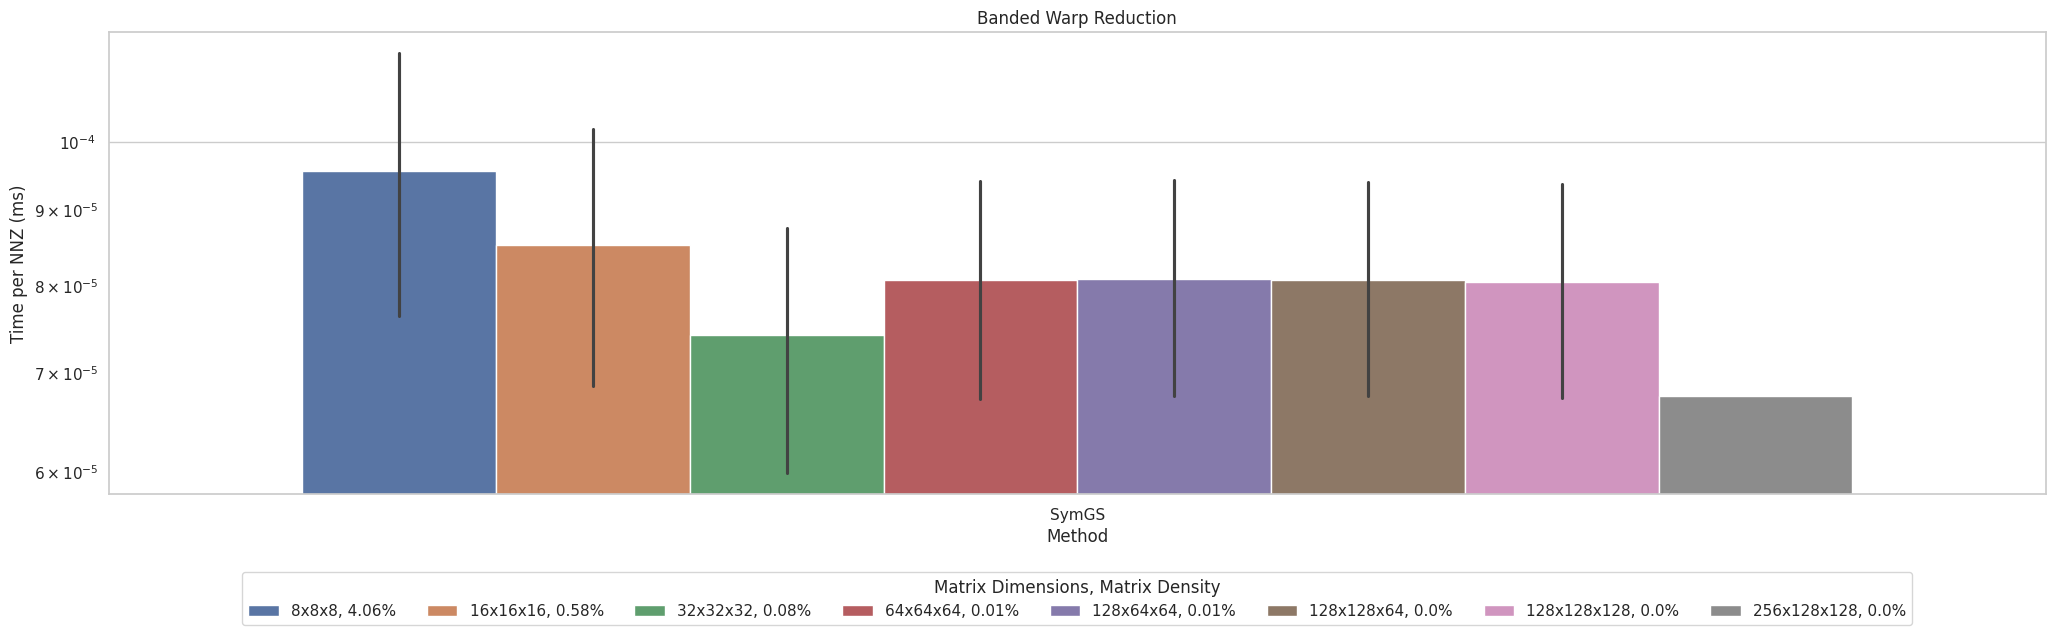 Banded Warp Reduction
Time per NNZ (ms)
10⁻⁴
9 × 10⁻⁵
8 × 10⁻⁵
7 × 10⁻⁵
6 × 10⁻⁵
SymGS
Method
Matrix Dimensions, Matrix Density
8x8x8, 4.06% 16x16x16, 0.58% 32x32x32, 0.08% 64x64x64, 0.01% 128x64x64, 0.01% 128x128x64, 0.0% 128x128x128, 0.0% 256x128x128, 0.0%